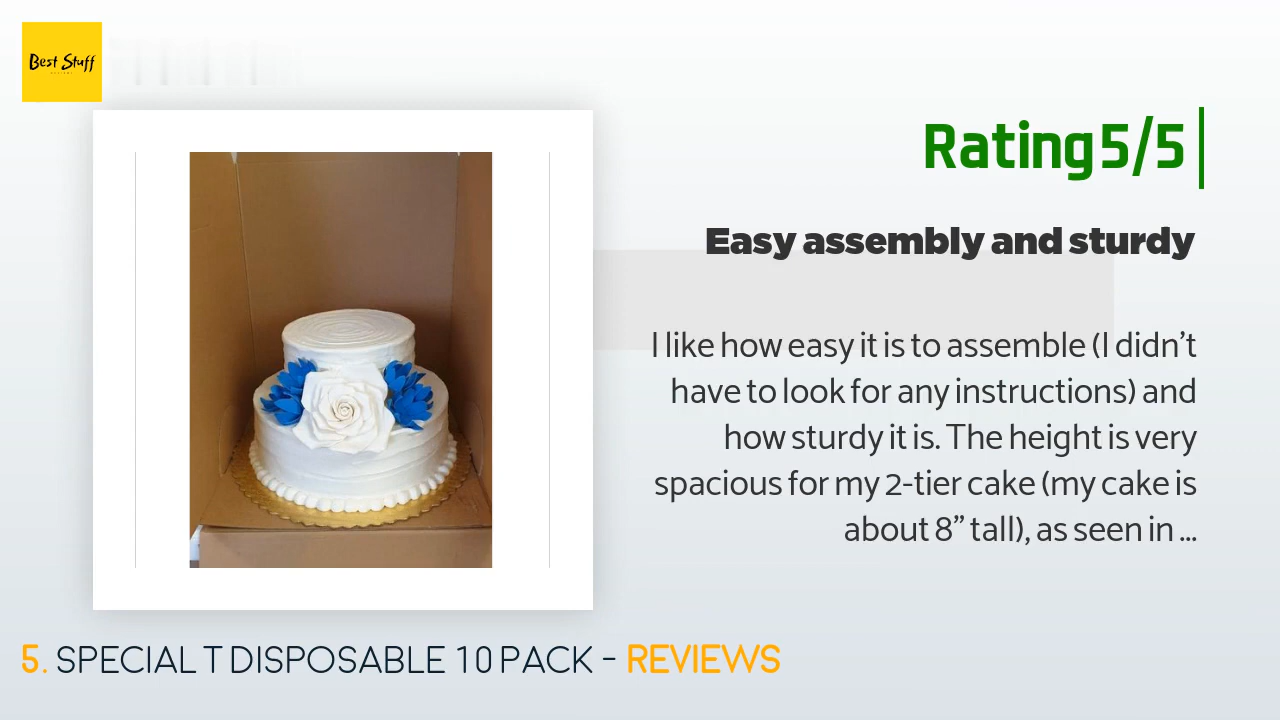 Best Stuff
Rating 5/5
Easy assembly and sturdy
I like how easy it is to assemble (I didn’t
have to look for any instructions) and
how sturdy it is. The height is very
spacious for my 2-tier cake (my cake is
about 8” tall), as seen in ...
5. SPECIAL T DISPOSABLE 10 PACK - REVIEWS